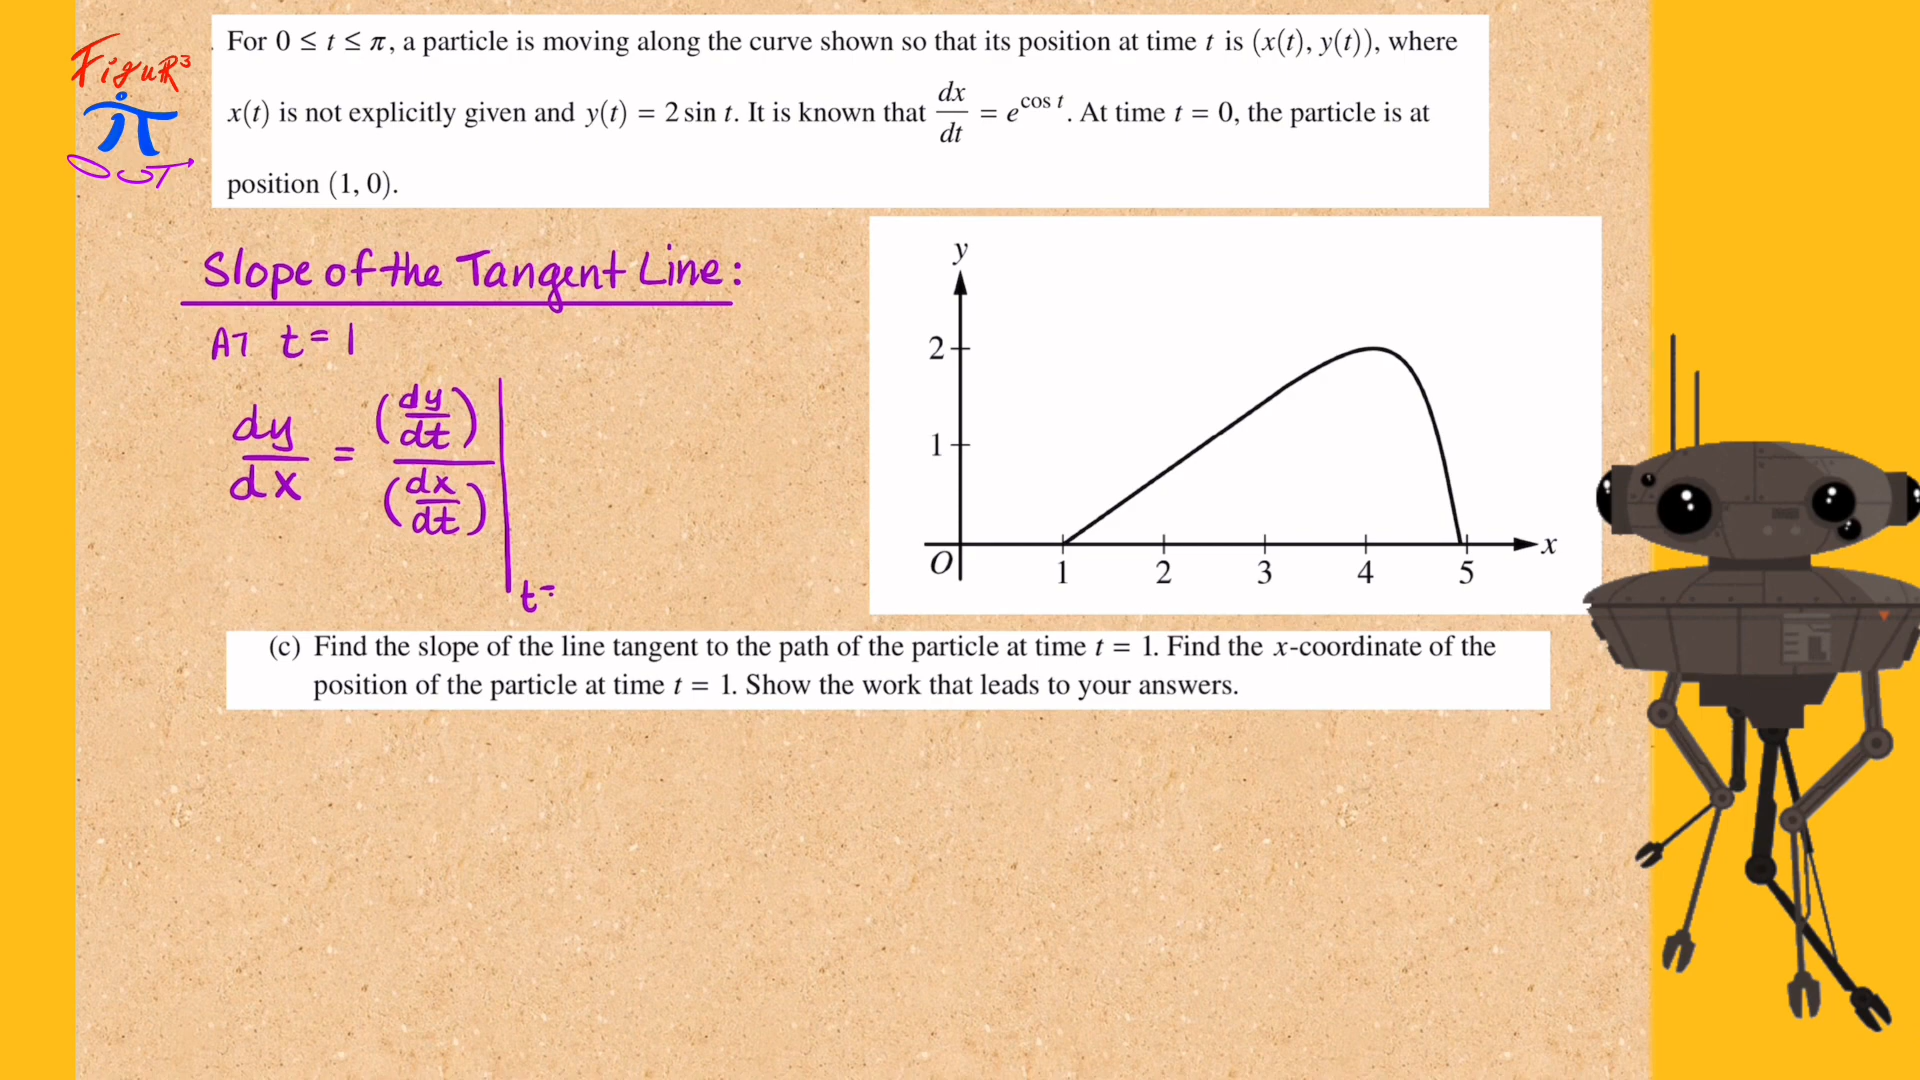 FiguR³
π
OUT
For 0 ≤ t ≤ π, a particle is moving along the curve shown so that its position at time t is (x(t), y(t)), where
x(t) is not explicitly given and y(t) = 2 sin t. It is known that dx/dt = e^{cos t}. At time t = 0, the particle is at
position (1, 0).
Slope of the Tangent Line:
AT t = 1
dy/dx = (dy/dt)/(dx/dt) | t=
y
2
1
O
1 2 3 4 5
x
(c) Find the slope of the line tangent to the path of the particle at time t = 1. Find the x-coordinate of the
position of the particle at time t = 1. Show the work that leads to your answers.